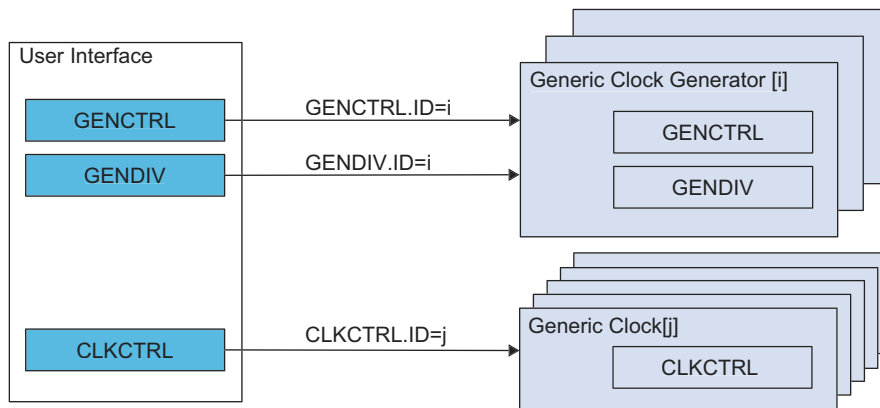 User Interface
GENCTRL
GENDIV
CLKCTRL
GENCTRL.ID=i
GENDIV.ID=i
CLKCTRL.ID=j
Generic Clock Generator [i]
GENCTRL
GENDIV
Generic Clock[j]
CLKCTRL